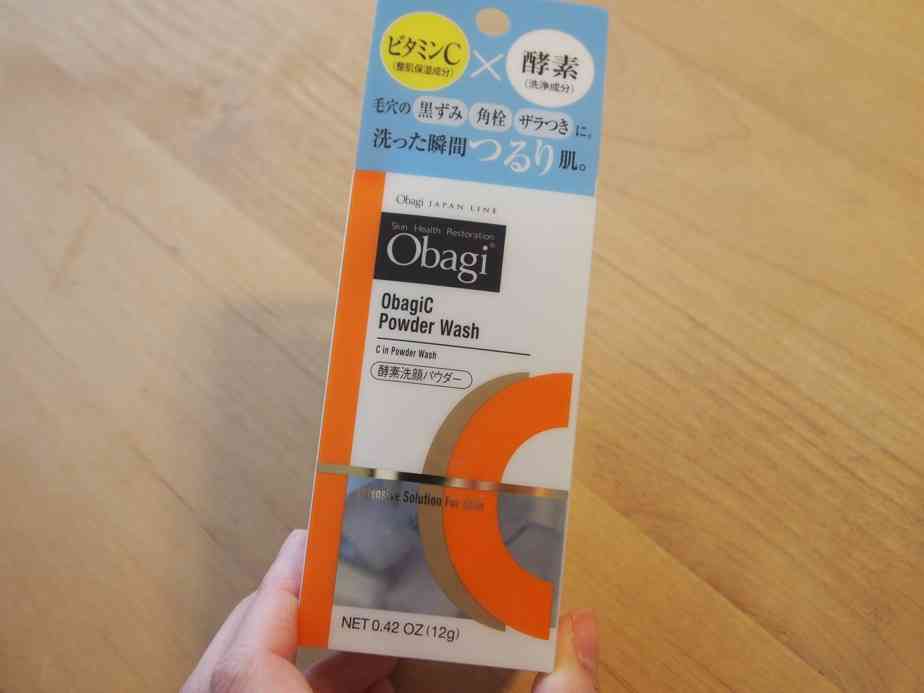 ビタミンC
(整肌保湿成分)
×
酵素
(洗浄成分)
毛穴の 黒ずみ 角栓 ザラつき に。
洗った瞬間つるり肌。
Obagi JAPAN LINE
Skin Health Restoration
Obagi®
ObagiC
Powder Wash
C in Powder Wash
酵素洗顔パウダー
Intensive Solution For Skin
NET 0.42 OZ (12g)